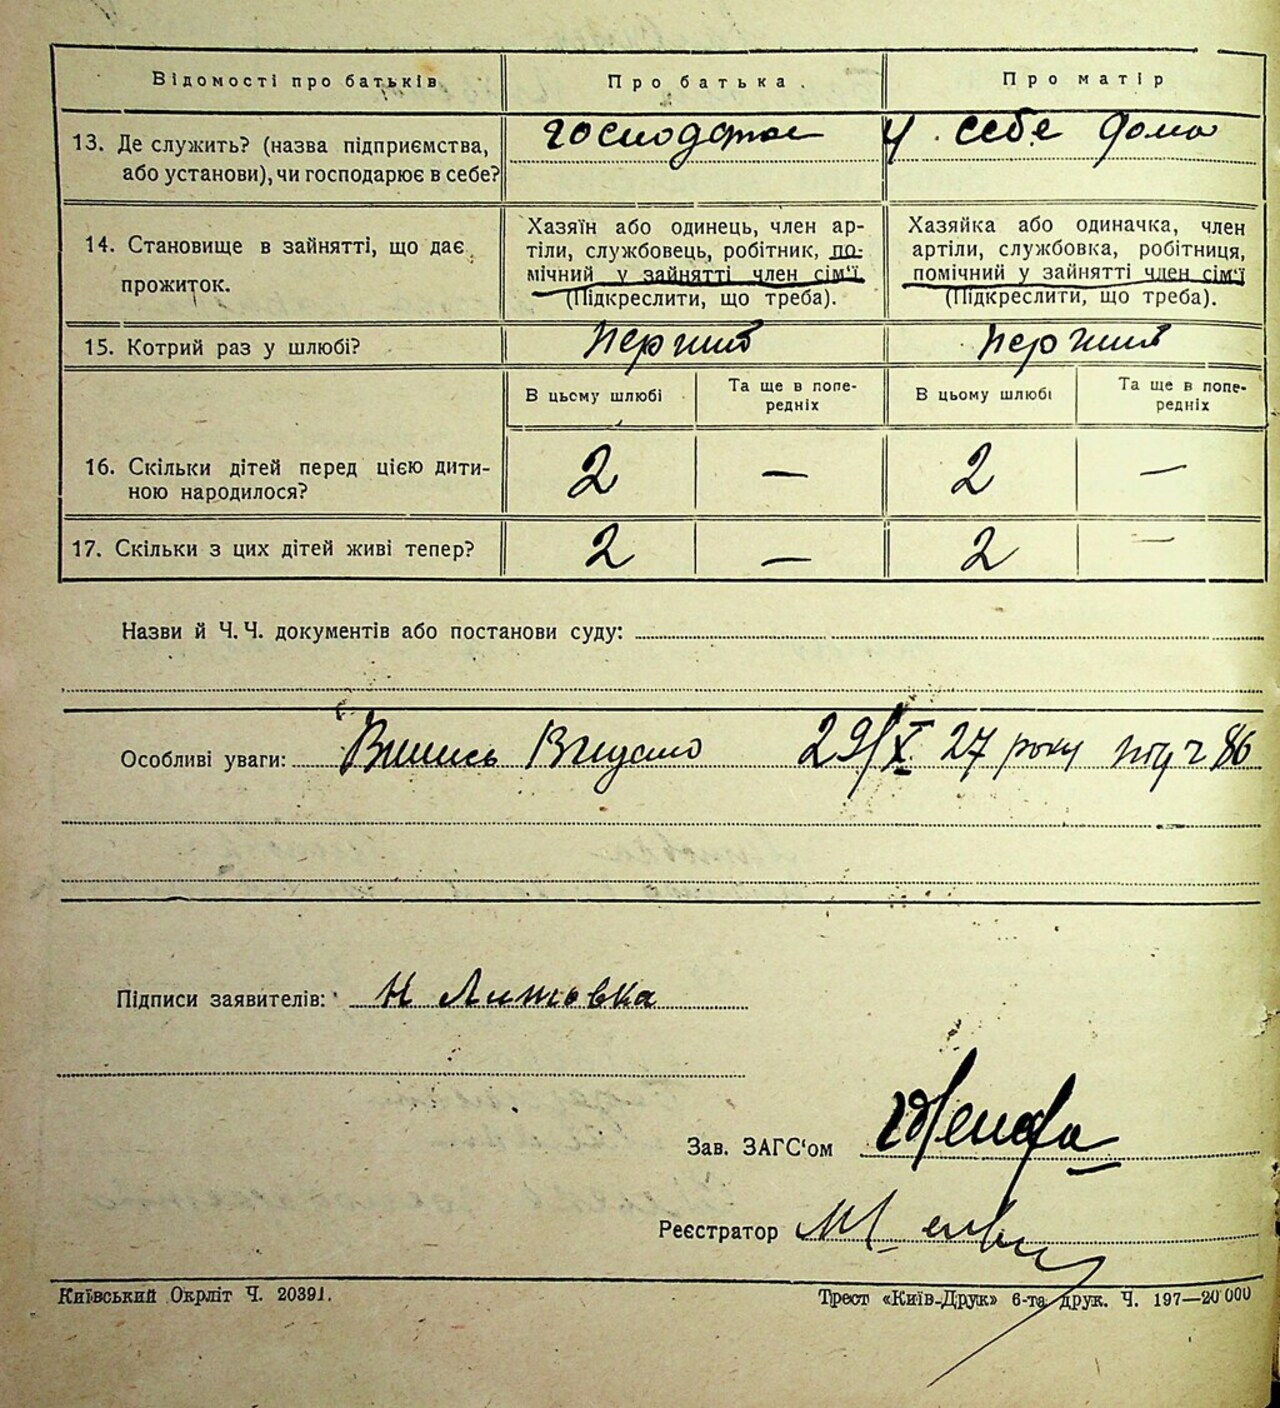 Відомості про батьків
Про батька.
Про матір
13. Де служить? (назва підприємства,
або установи), чи господарює в себе?
у себе дома
14. Становище в зайнятті, що дає
прожиток.
Хазяїн або одинець, член ар-
тіли, службовець, робітник, по-
мічний у зайнятті член сім'ї
(Підкреслити, що треба).
Хазяйка або одиначка, член
артіли, службовка, робітниця,
помічний у зайнятті член сім'ї
(Підкреслити, що треба).
15. Котрий раз у шлюбі?
В цьому шлюбі
Та ще в попе-
редніх
В цьому шлюбі
Та ще в попе-
редніх
16. Скільки дітей перед цією дити-
ною народилося?
2 — 2 —
17. Скільки з цих дітей живі тепер?
2 — 2 —
Назви й Ч. Ч. документів або постанови суду:
Особливі уваги: 29/X 27 року під ч 86
Підписи заявителів: Н Литовка
Зав. ЗАГС'ом
Реєстратор
Київський Окрліт Ч. 20391.
Трест «Київ-Друк» 6-та друк. Ч. 197—20 000